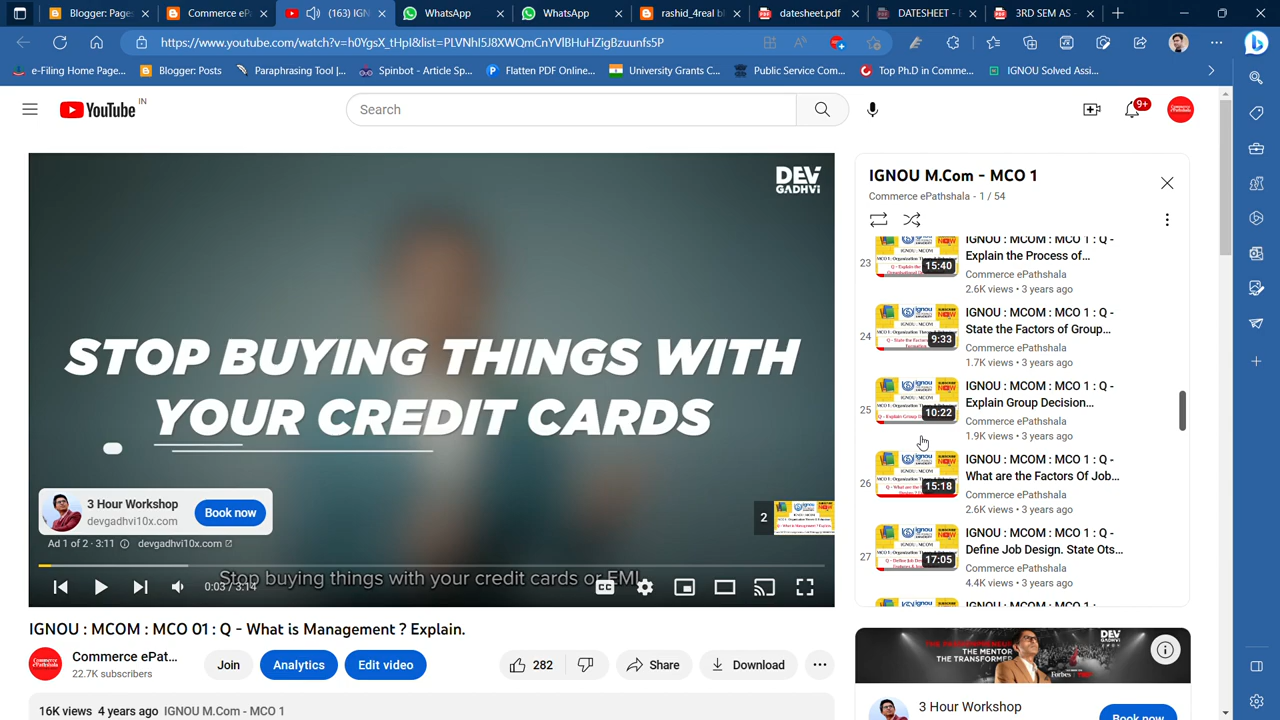 Blogger: Page
Commerce eP
(163) IGN
WhatsApp
WhatsApp
rashid_4real bl
datesheet.pdf
DATESHEET - E
3RD SEM AS -
https://www.youtube.com/watch?v=h0YgsX_tHpI&list=PLVNhI5J8XWQmCnYVlBHuHZigBzuunfs5P
e-Filing Home Page...
Blogger: Posts
Paraphrasing Tool |...
Spinbot - Article Sp...
Flatten PDF Online...
University Grants C...
Public Service Com...
Top Ph.D in Comme...
IGNOU Solved Assi...
YouTube IN
Search
9+
DEV GADHVI
STOP BUYING THINGS WITH
YOUR CREDIT CARDS
3 Hour Workshop
devgadhvi10x.com
Book now
2
Ad 1 of 2 · 3:11
devgadhvi10x.com
Stop buying things with your credit cards or EMI
0:03 / 3:14
CC
IGNOU : MCOM : MCO 01 : Q - What is Management ? Explain.
Commerce ePat...
22.7K subscribers
Join
Analytics
Edit video
282
Share
Download
16K views 4 years ago IGNOU M.Com - MCO 1
IGNOU M.Com - MCO 1
Commerce ePathshala - 1 / 54
23
15:40
IGNOU : MCOM : MCO 1 : Q -
Explain the Process of...
Commerce ePathshala
2.6K views • 3 years ago
24
9:33
IGNOU : MCOM : MCO 1 : Q -
State the Factors of Group...
Commerce ePathshala
1.7K views • 3 years ago
25
10:22
IGNOU : MCOM : MCO 1 : Q -
Explain Group Decision...
Commerce ePathshala
1.9K views • 3 years ago
26
15:18
IGNOU : MCOM : MCO 1 : Q -
What are the Factors Of Job...
Commerce ePathshala
2.6K views • 3 years ago
27
17:05
IGNOU : MCOM : MCO 1 : Q -
Define Job Design. State Ots...
Commerce ePathshala
4.4K views • 3 years ago
IGNOU : MCOM : MCO 1 :
THE MENTOR
THE TRANSFORMER
Forbes
DEV GADHVI
3 Hour Workshop
Book now